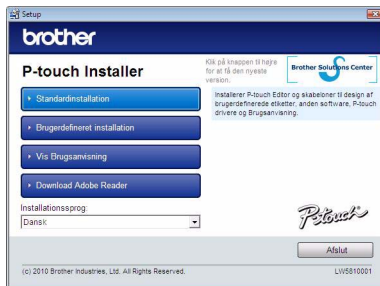 Setup
brother
P-touch Installer
Klik på knappen til højre
for at få den nyeste
version.
Brother Solutions Center
Standardinstallation
Installerer P-touch Editor og skabeloner til design af
brugerdefinerede etiketter, anden software, P-touch
drivere og Brugsanvisning.
Brugerdefineret installation
Vis Brugsanvisning
Download Adobe Reader
Installationssprog:
Dansk
P-touch
Afslut
(c) 2010 Brother Industries, Ltd. All Rights Reserved.
LW5810001